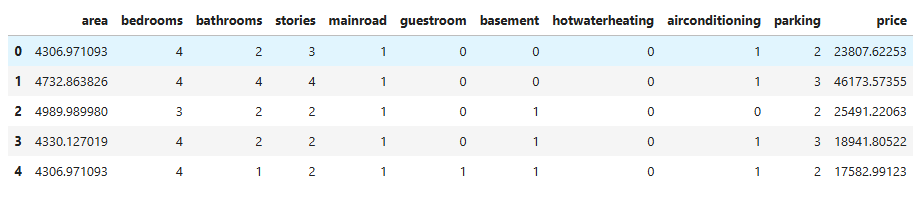 area bedrooms bathrooms stories mainroad guestroom basement hotwaterheating airconditioning parking price
0 4306.971093 4 2 3 1 0 0 0 1 2 23807.62253
1 4732.863826 4 4 4 1 0 0 0 1 3 46173.57355
2 4989.989980 3 2 2 1 0 1 0 0 2 25491.22063
3 4330.127019 4 2 2 1 0 1 0 1 3 18941.80522
4 4306.971093 4 1 2 1 1 1 0 1 2 17582.99123